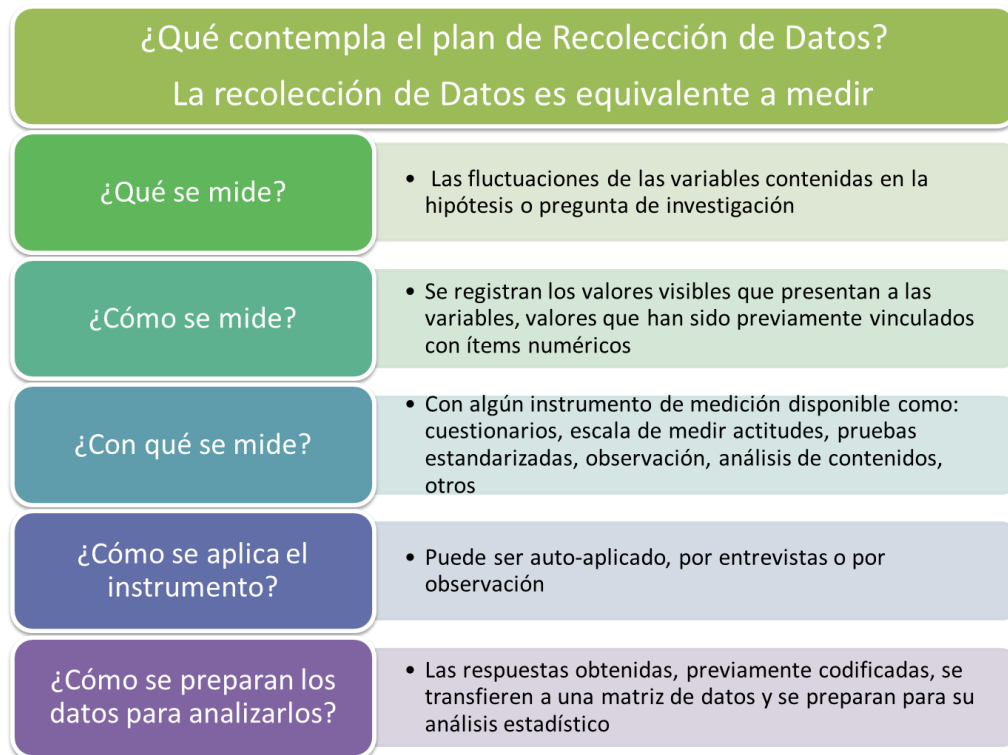 ¿Qué contempla el plan de Recolección de Datos?
La recolección de Datos es equivalente a medir
¿Qué se mide?
• Las fluctuaciones de las variables contenidas en la
hipótesis o pregunta de investigación
¿Cómo se mide?
• Se registran los valores visibles que presentan a las
variables, valores que han sido previamente vinculados
con ítems numéricos
¿Con qué se mide?
• Con algún instrumento de medición disponible como:
cuestionarios, escala de medir actitudes, pruebas
estandarizadas, observación, análisis de contenidos,
otros
¿Cómo se aplica el
instrumento?
• Puede ser auto-aplicado, por entrevistas o por
observación
¿Cómo se preparan los
datos para analizarlos?
• Las respuestas obtenidas, previamente codificadas, se
transfieren a una matriz de datos y se preparan para su
análisis estadístico